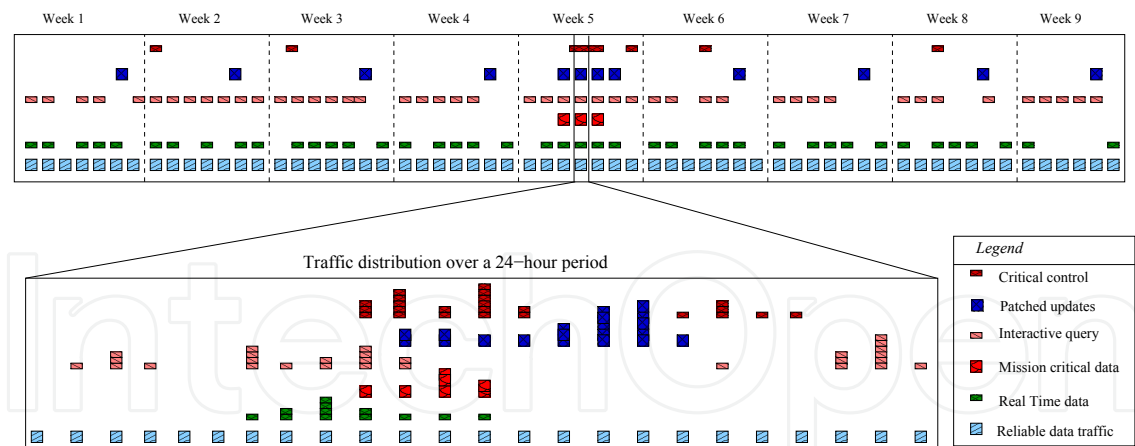 Week 1 Week 2 Week 3 Week 4 Week 5 Week 6 Week 7 Week 8 Week 9
Traffic distribution over a 24−hour period
Legend
Critical control
Patched updates
Interactive query
Mission critical data
Real Time data
Reliable data traffic
IntechOpen